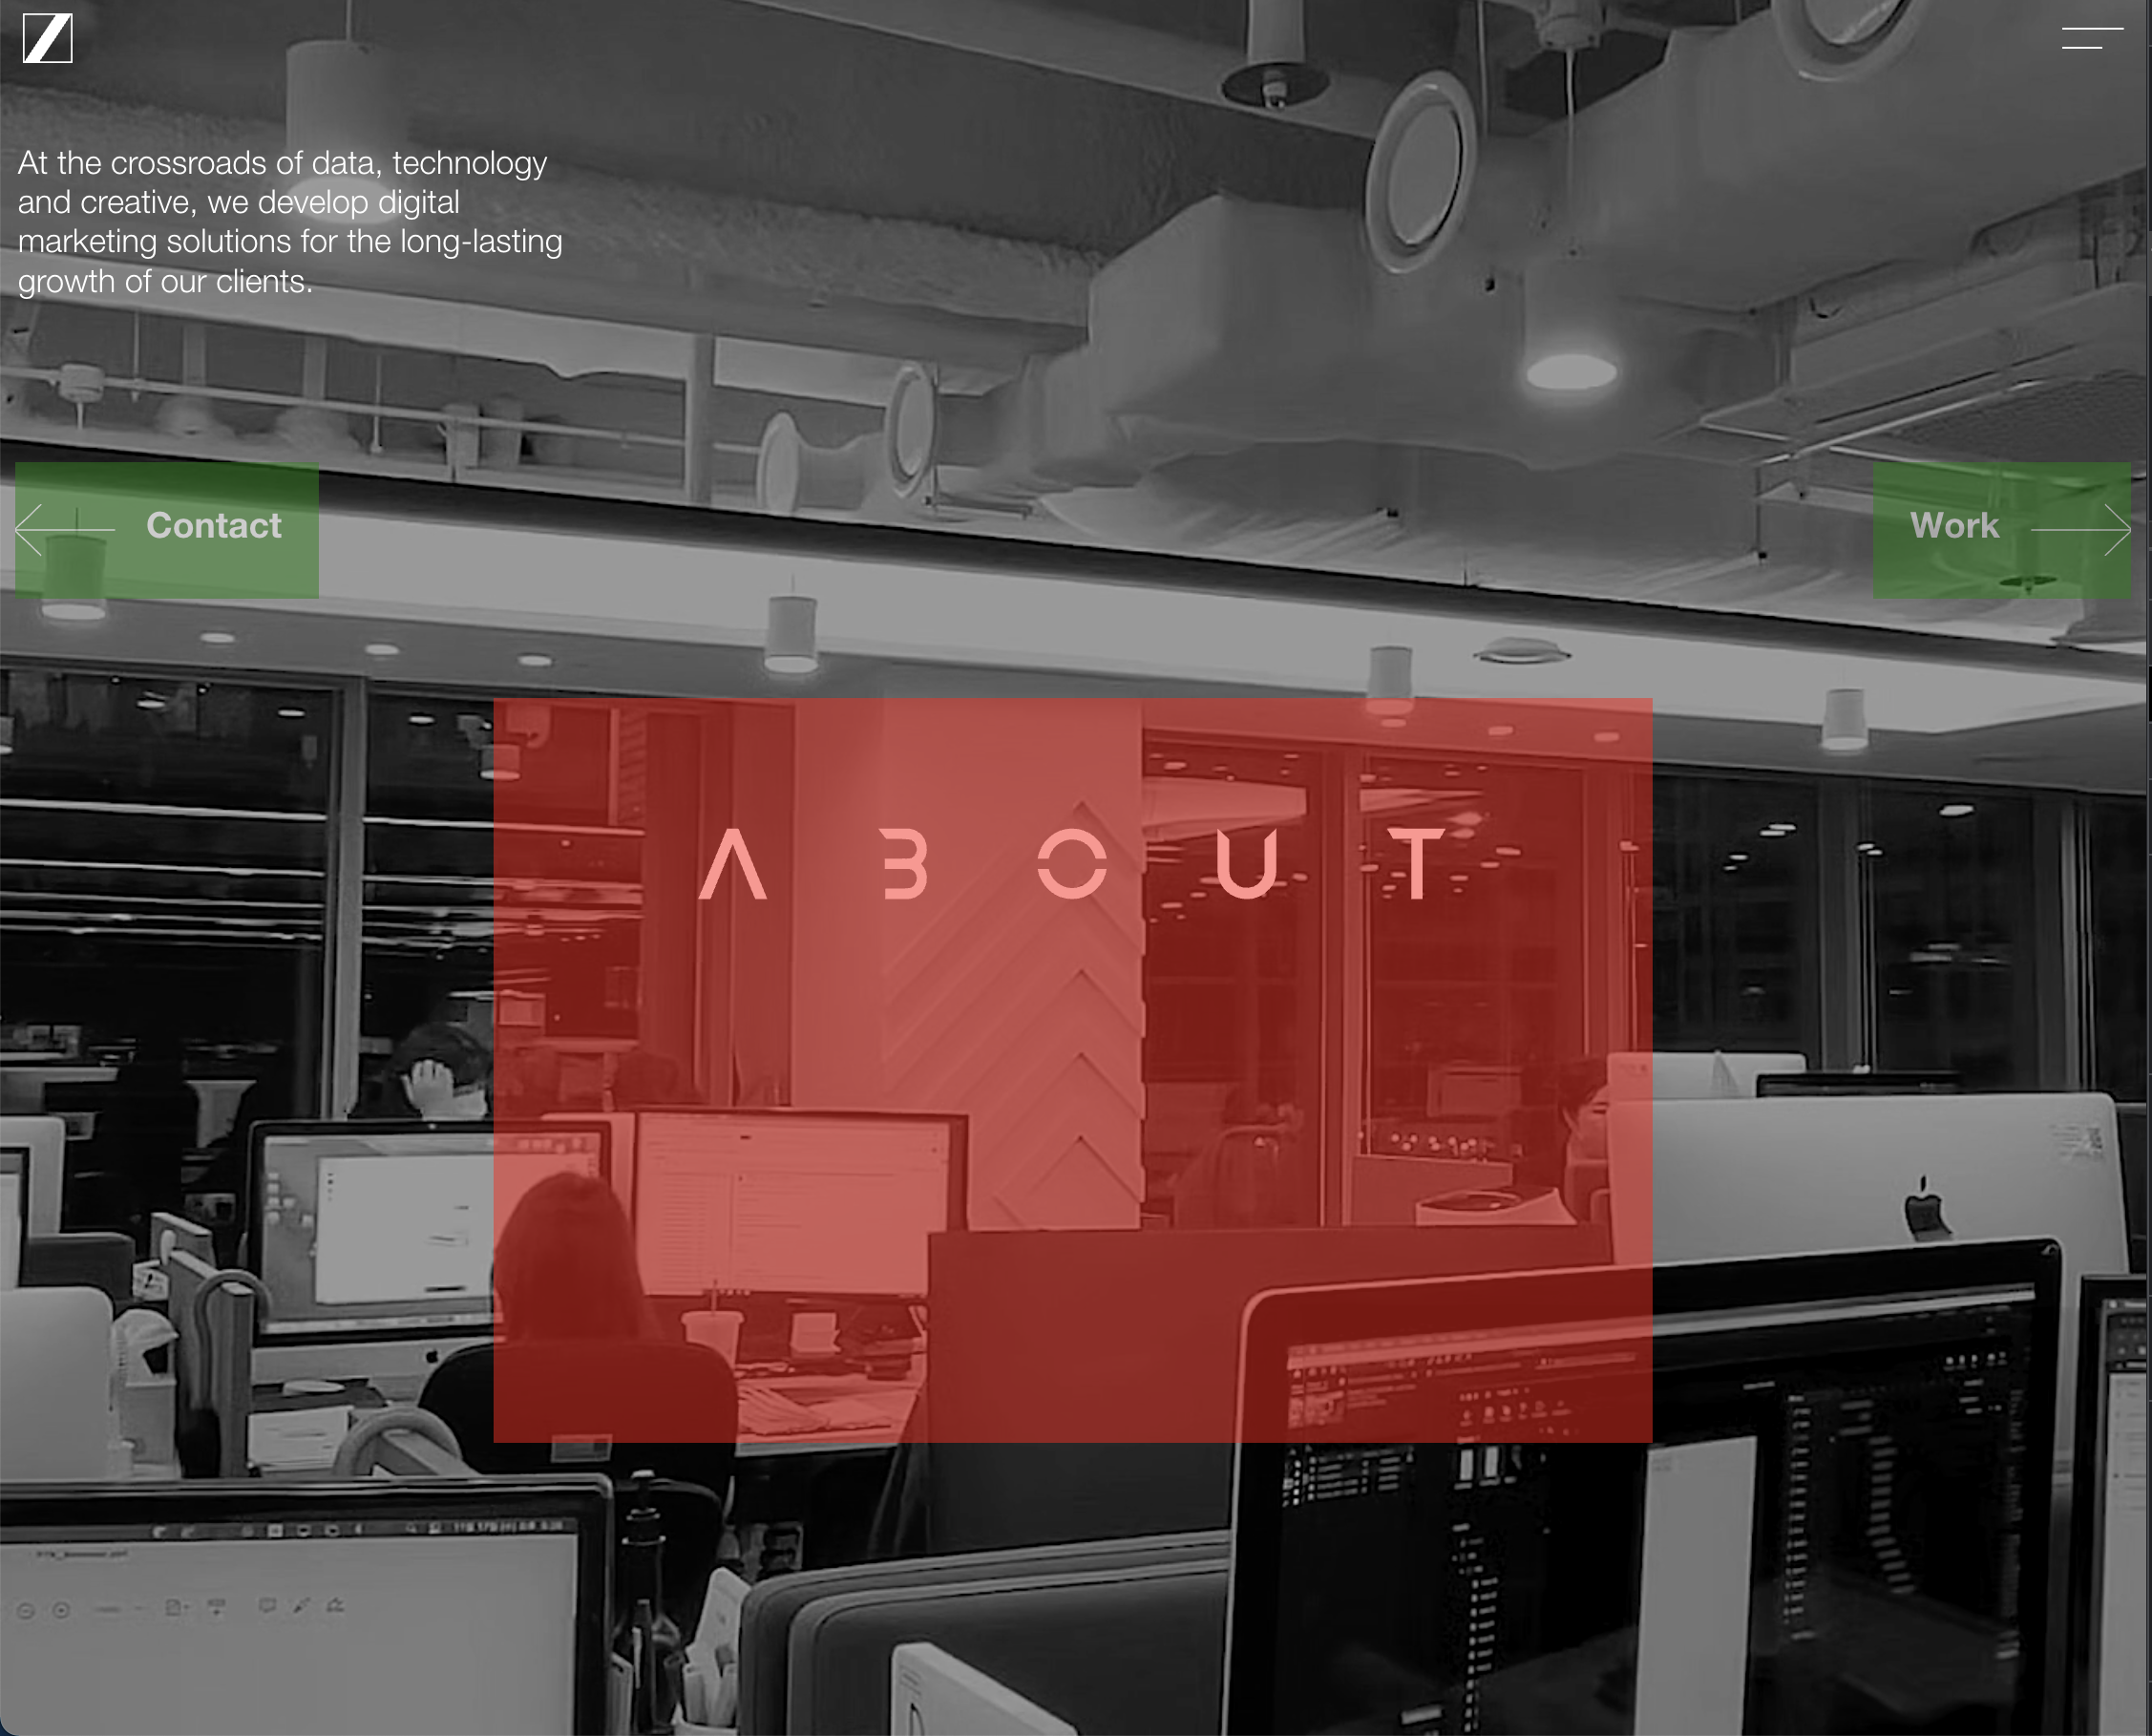 At the crossroads of data, technology
and creative, we develop digital
marketing solutions for the long-lasting
growth of our clients.
Contact
Work
ABOUT